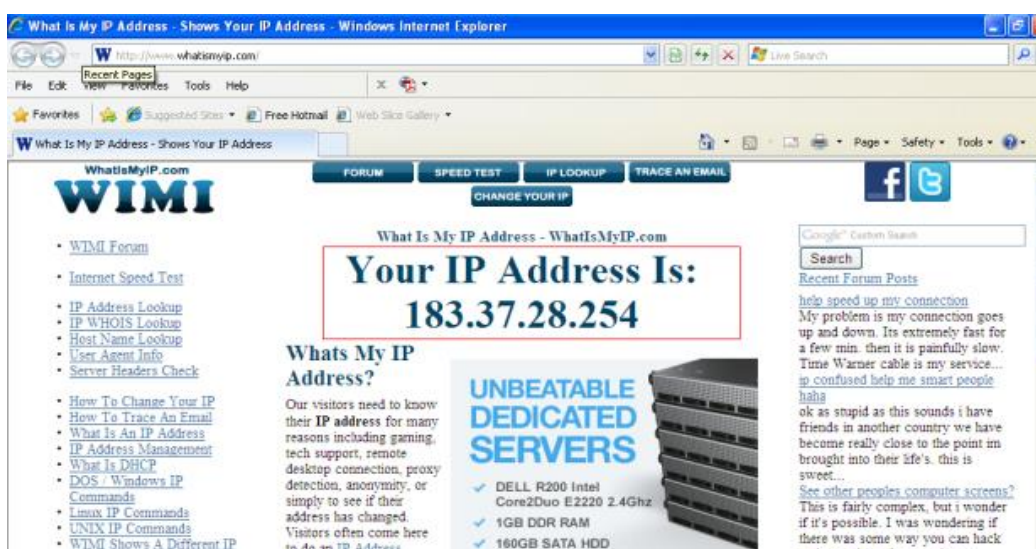 What Is My IP Address - Shows Your IP Address - Windows Internet Explorer
W http://www.whatismyip.com/
Live Search
Recent Pages
File Edit View Favorites Tools Help
X
Favorites Suggested Sites Free Hotmail Web Slice Gallery
W What Is My IP Address - Shows Your IP Address
Page Safety Tools
WhatIsMyIP.com
WIMI
FORUM SPEED TEST IP LOOKUP TRACE AN EMAIL
CHANGE YOUR IP
WIMI Forum
Internet Speed Test
IP Address Lookup
IP WHOIS Lookup
Host Name Lookup
User Agent Info
Server Headers Check
How To Change Your IP
How To Trace An Email
What Is An IP Address
IP Address Management
What Is DHCP
DOS / Windows IP
Commands
Linux IP Commands
UNIX IP Commands
WIMI Shows A Different IP
What Is My IP Address - WhatIsMyIP.com
Your IP Address Is:
183.37.28.254
Whats My IP
Address?
Our visitors need to know
their IP address for many
reasons including gaming,
tech support, remote
desktop connection, proxy
detection, anonymity, or
simply to see if their
address has changed.
Visitors often come here
to do an IP Address
UNBEATABLE
DEDICATED
SERVERS
DELL R200 Intel
Core2Duo E2220 2.4Ghz
1GB DDR RAM
160GB SATA HDD
f
Google Custom Search
Search
Recent Forum Posts
help speed up my connection
My problem is my connection goes
up and down. Its extremely fast for
a few min. then it is painfully slow.
Time Warner cable is my service...
ip confused help me smart people
haha
ok as stupid as this sounds i have
friends in another country we have
become really close to the point im
brought into their life's. this is
sweet...
See other peoples computer screens?
This is fairly complex, but i wonder
if it's possible. I was wondering if
there was some way you can hack